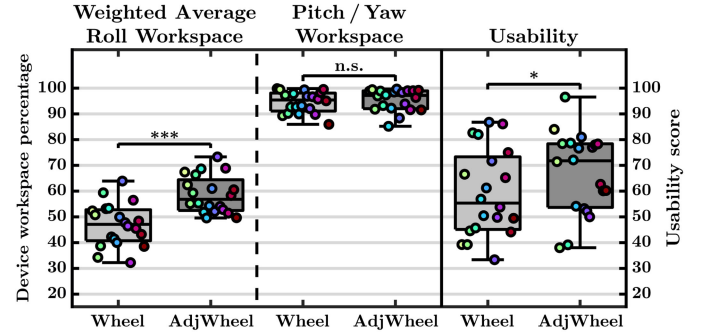 Weighted Average
Roll Workspace
Pitch / Yaw
Workspace
Usability
Device workspace percentage
100
90
80
70
60
50
40
30
20
***
n.s.
*
100
90
80
70
60
50
40
30
20
Usability score
Wheel AdjWheel Wheel AdjWheel Wheel AdjWheel